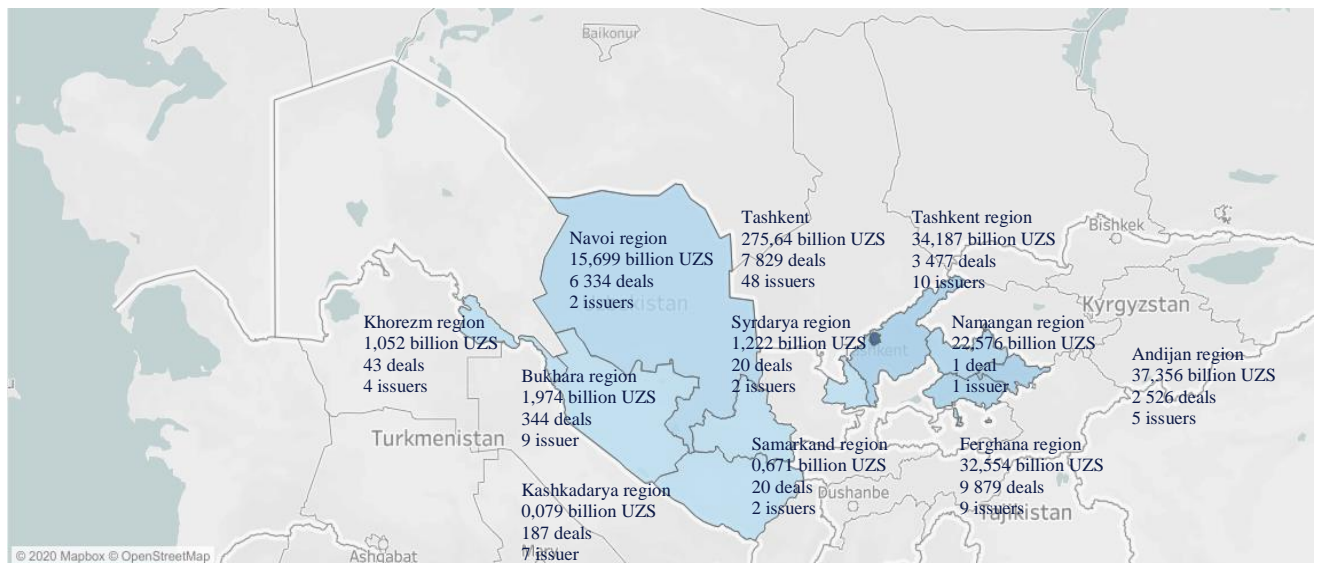 Baikonur
Navoi region
15,699 billion UZS
6 334 deals
2 issuers
Tashkent
275,64 billion UZS
7 829 deals
48 issuers
Tashkent region
34,187 billion UZS
3 477 deals
10 issuers
Bishkek
Kyrgyzstan
Khorezm region
1,052 billion UZS
43 deals
4 issuers
Bukhara region
1,974 billion UZS
344 deals
9 issuer
Syrdarya region
1,222 billion UZS
20 deals
2 issuers
Namangan region
22,576 billion UZS
1 deal
1 issuer
Andijan region
37,356 billion UZS
2 526 deals
5 issuers
Turkmenistan
Kashkadarya region
0,079 billion UZS
187 deals
7 issuer
Samarkand region
0,671 billion UZS
20 deals
2 issuers
Dushanbe
Ferghana region
32,554 billion UZS
9 879 deals
9 issuers
Tajikistan
Ashgabat
Mary
© 2020 Mapbox © OpenStreetMap